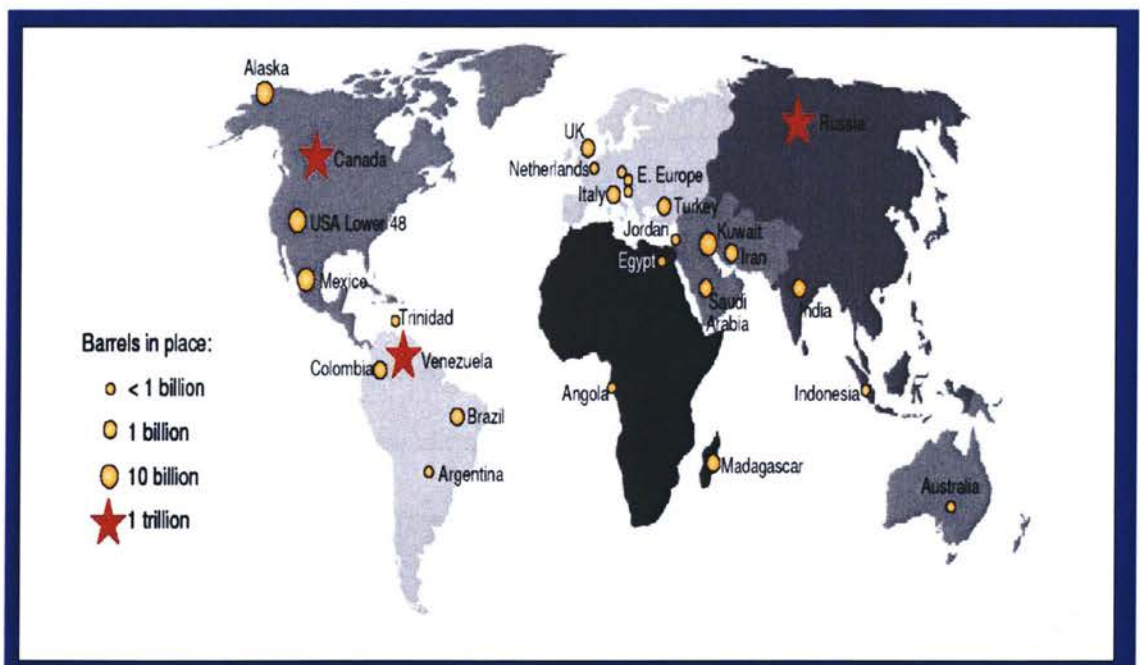 Alaska
Canada
USA Lower 48
Mexico
Trinidad
Venezuela
Colombia
Brazil
Argentina
UK
Netherlands
E. Europe
Italy
Turkey
Jordan
Kuwait
Egypt
Iran
Saudi
Arabia
Russia
India
Angola
Indonesia
Madagascar
Australia
Barrels in place:
< 1 billion
1 billion
10 billion
1 trillion